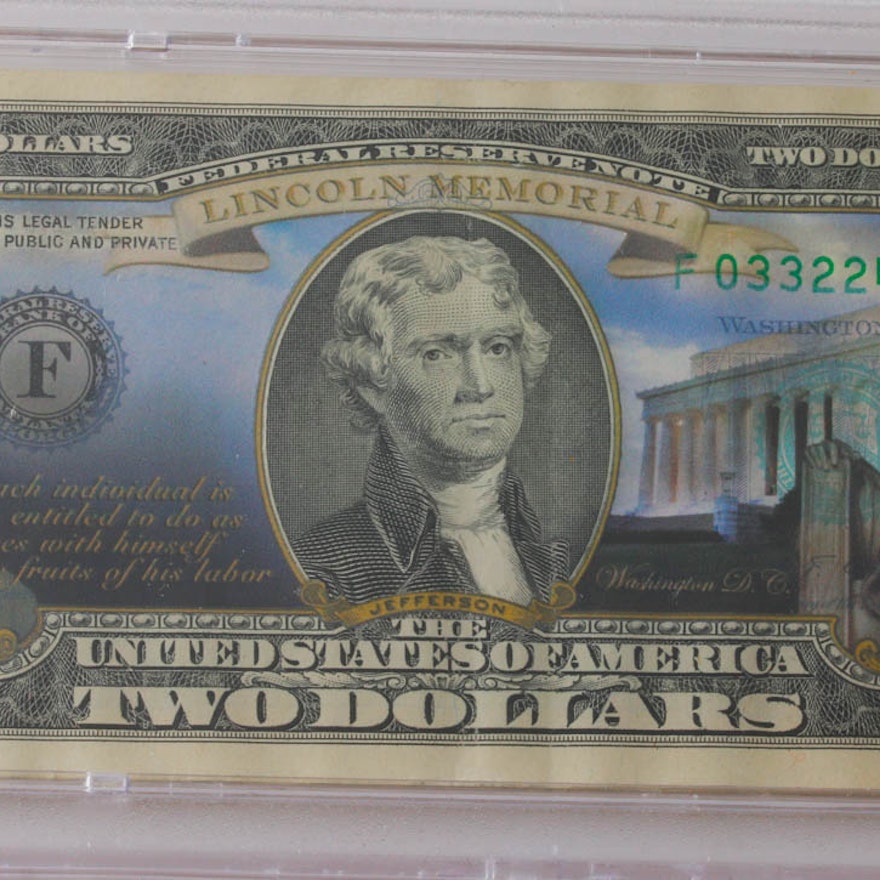 OLLARS
TWO DO
FEDERAL RESERVE NOTE
LINCOLN MEMORIAL
IS LEGAL TENDER
PUBLIC AND PRIVATE
F 03322
WASHINGTON
F
ach individual is
entitled to do as
es with himself
fruits of his labor
Washington D.C.
JEFFERSON
THE
UNITED STATES OF AMERICA
TWO DOLLARS